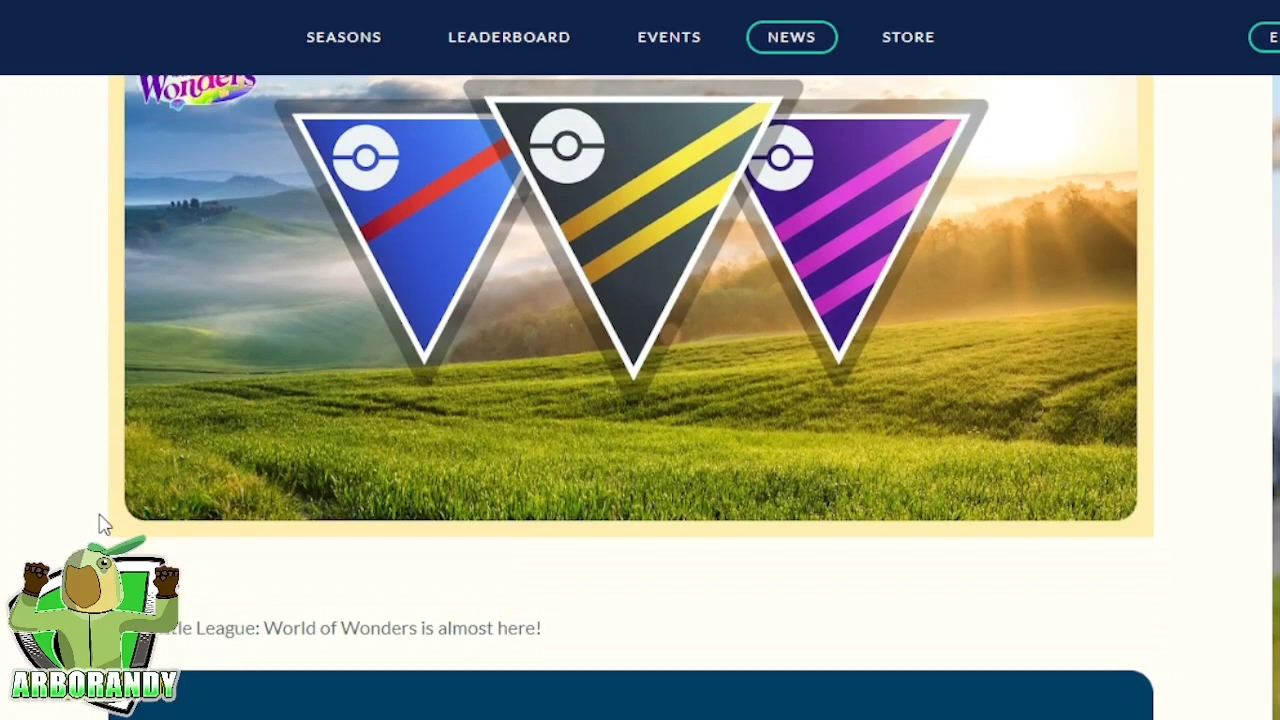 SEASONS LEADERBOARD EVENTS NEWS STORE E
Wonders
tle League: World of Wonders is almost here!
ARBORANDY